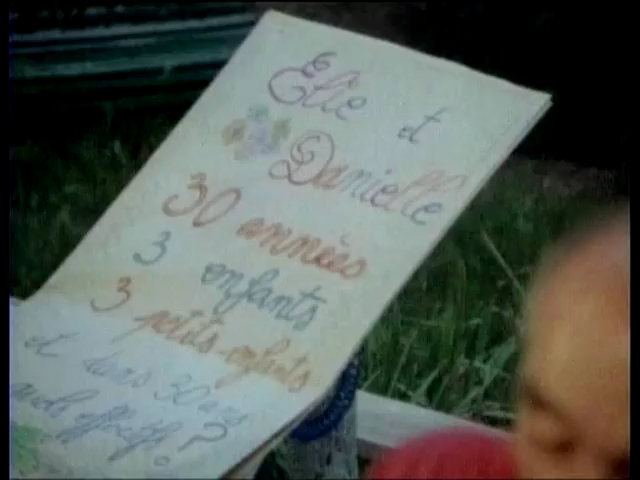 Elie et
Danielle
30 années
3 enfants
3 petits-enfants
et dans 30 ans
quels effectifs?